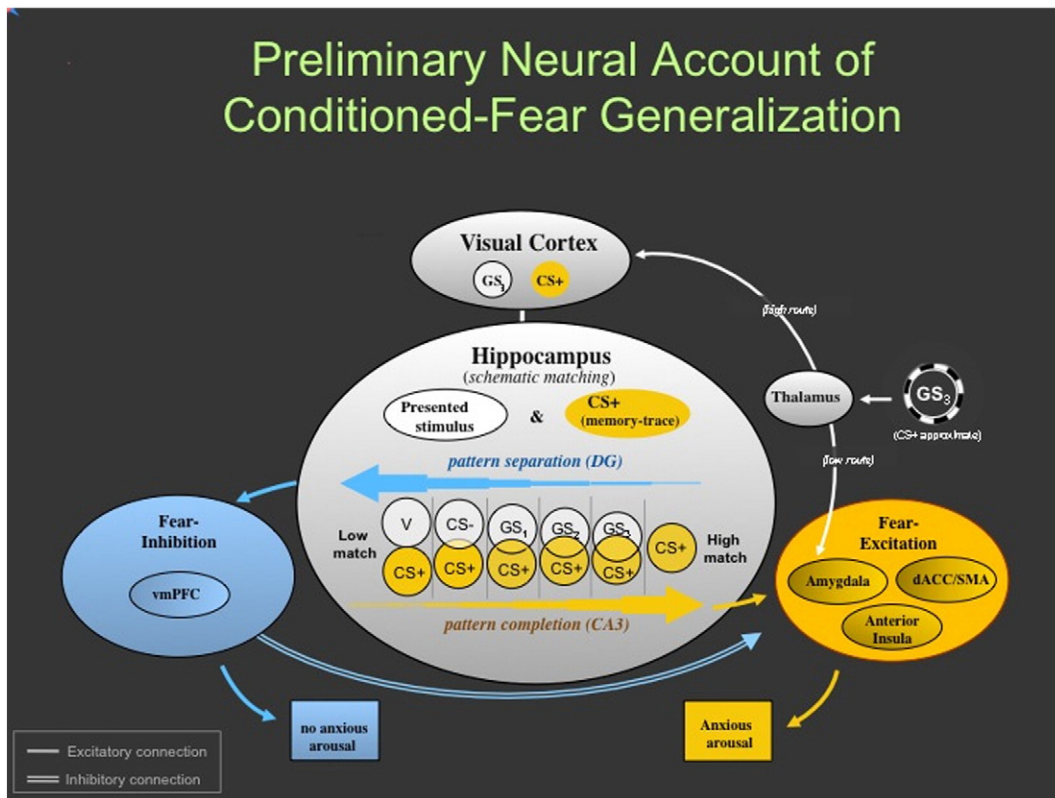 Preliminary Neural Account of
Conditioned-Fear Generalization
Visual Cortex
GS3 CS+
(high route)
Hippocampus
(schematic matching)
Presented
stimulus
&
CS+
(memory-trace)
Thalamus
GS3
(CS+ approximate)
(low route)
pattern separation (DG)
Fear-
Inhibition
vmPFC
Low
match
V CS- GS1 GS2 GS3
CS+ CS+ CS+ CS+ CS+ CS+
High
match
pattern completion (CA3)
Fear-
Excitation
Amygdala
dACC/SMA
Anterior
Insula
no anxious
arousal
Anxious
arousal
Excitatory connection
Inhibitory connection